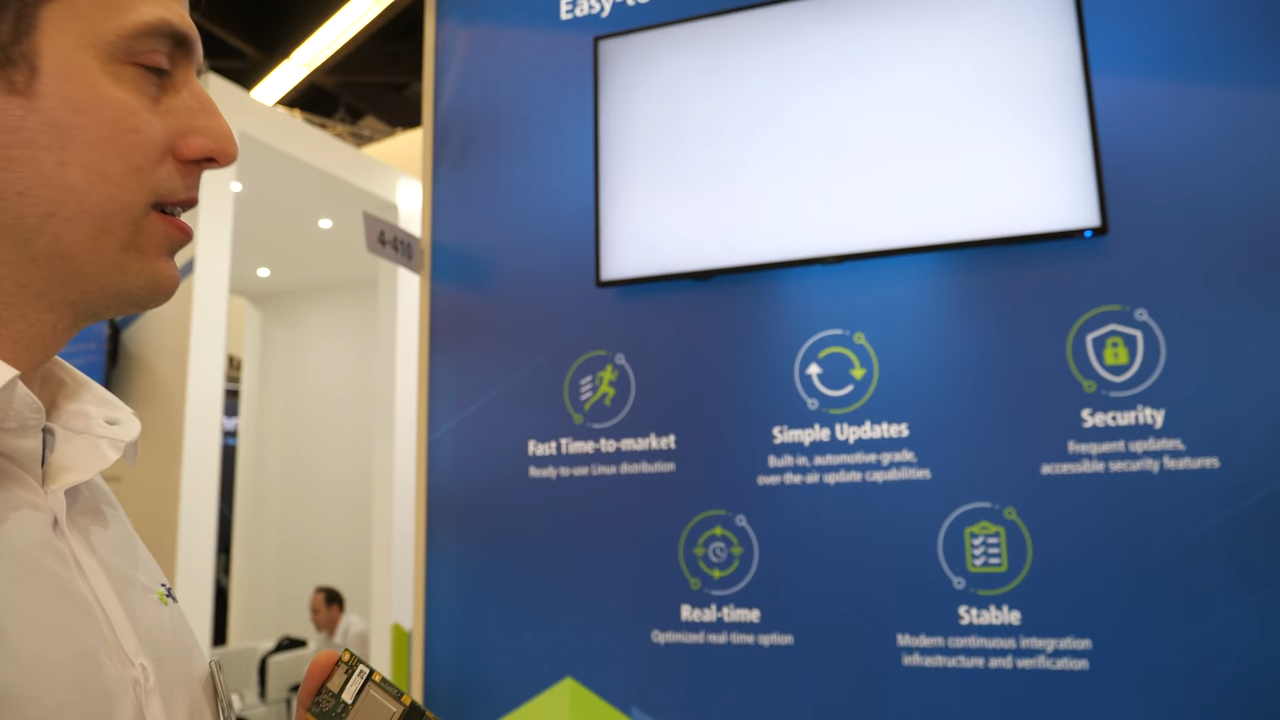 Easy-to
4-410
Fast Time-to-market
Ready-to-use Linux distribution
Simple Updates
Built-in, automotive-grade,
over the air update capabilities
Security
Frequent updates,
accessible security features
Real-time
Optimized real-time option
Stable
Modern continuous integration
infrastructure and verification